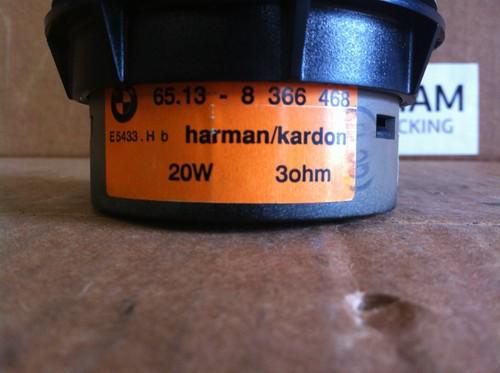 65.13 - 8 366 468
E5433.H b harman/kardon
20W 3ohm
AM
CKING